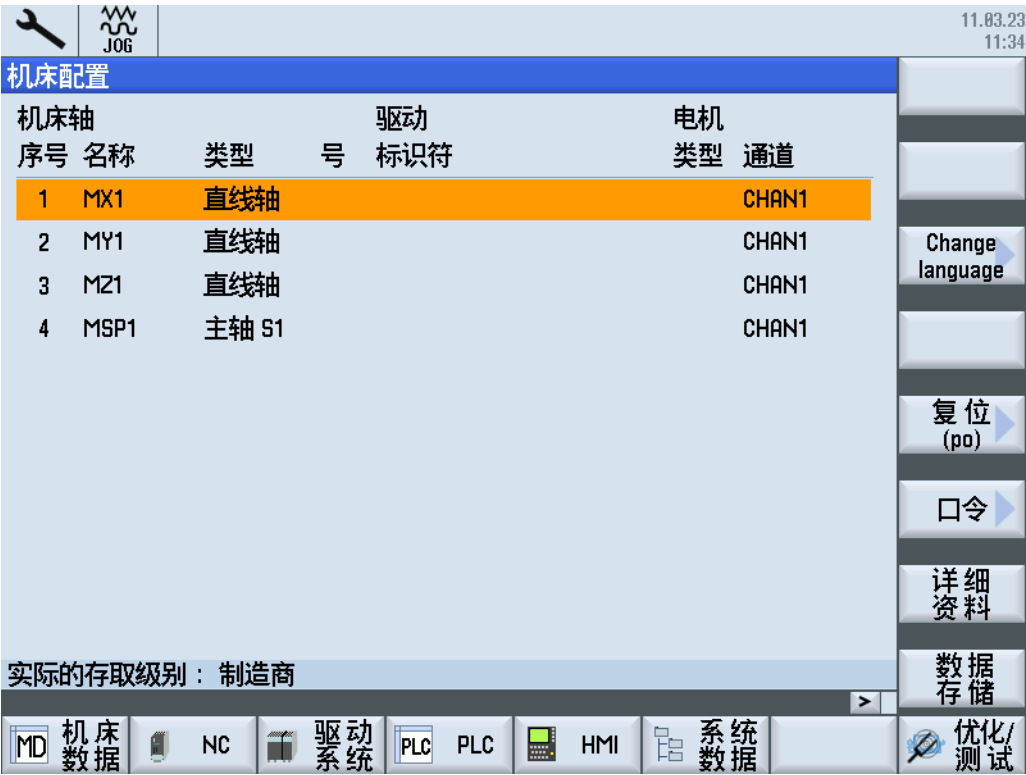 JOG
11.03.23
11:34
机床配置
机床轴 驱动 电机
序号 名称 类型 号 标识符 类型 通道
1 MX1 直线轴 CHAN1
2 MY1 直线轴 CHAN1
3 MZ1 直线轴 CHAN1
4 MSP1 主轴 S1 CHAN1
Change
language
复位
(po)
口令
详细
资料
数据
存储
实际的存取级别: 制造商
>
MD 机床
数据
NC
驱动
系统
PLC PLC
HMI
系统
数据
优化/
测试